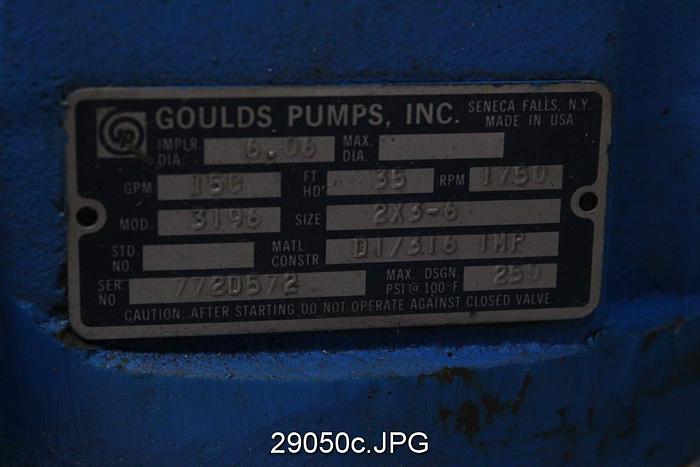 GOULDS PUMPS, INC. SENECA FALLS, N.Y.
MADE IN USA
IMPLR. DIA. 6.06 MAX. DIA.
GPM 150 FT HD' 35 RPM 1750
MOD. 3196 SIZE 2X3-6
STD. NO. MATL. CONSTR. DI/316 IMP
SER. NO. 772D572 MAX. DSGN. PSI @ 100°F 250
CAUTION: AFTER STARTING DO NOT OPERATE AGAINST CLOSED VALVE
29050c.JPG